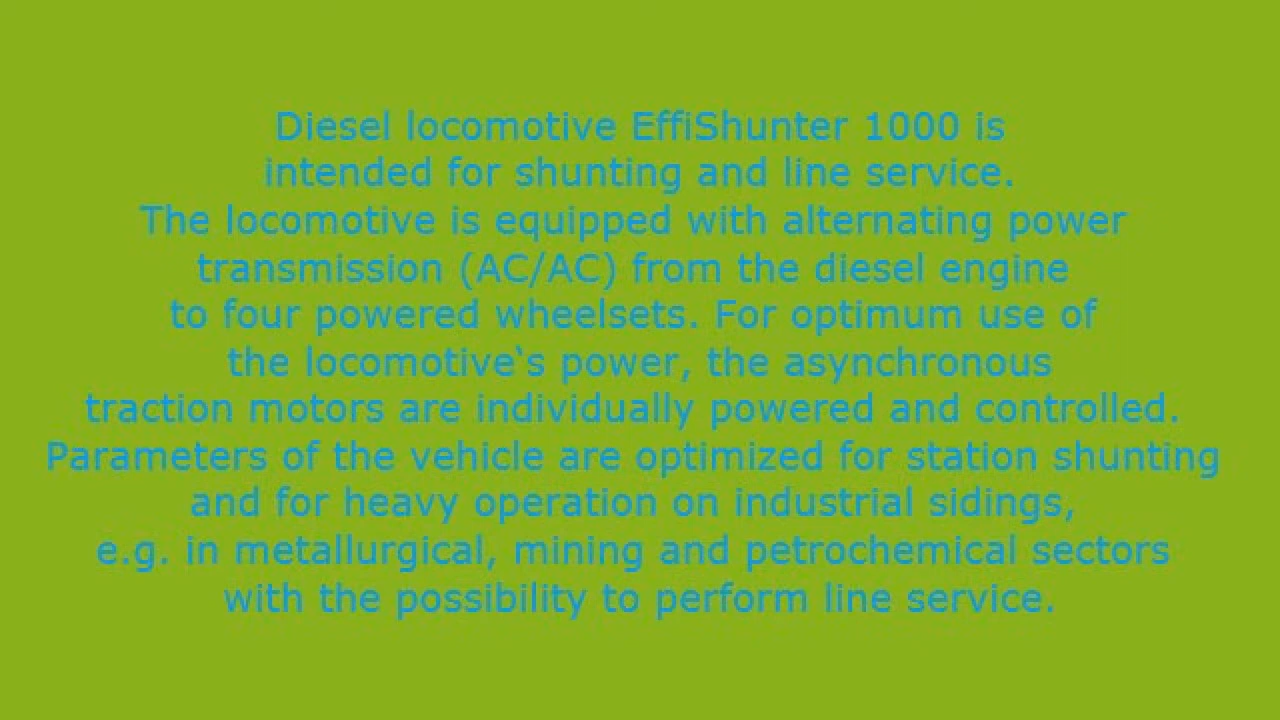 Diesel locomotive EffiShunter 1000 is
intended for shunting and line service.
The locomotive is equipped with alternating power
transmission (AC/AC) from the diesel engine
to four powered wheelsets. For optimum use of
the locomotive‛s power, the asynchronous
traction motors are individually powered and controlled.
Parameters of the vehicle are optimized for station shunting
and for heavy operation on industrial sidings,
e.g. in metallurgical, mining and petrochemical sectors
with the possibility to perform line service.